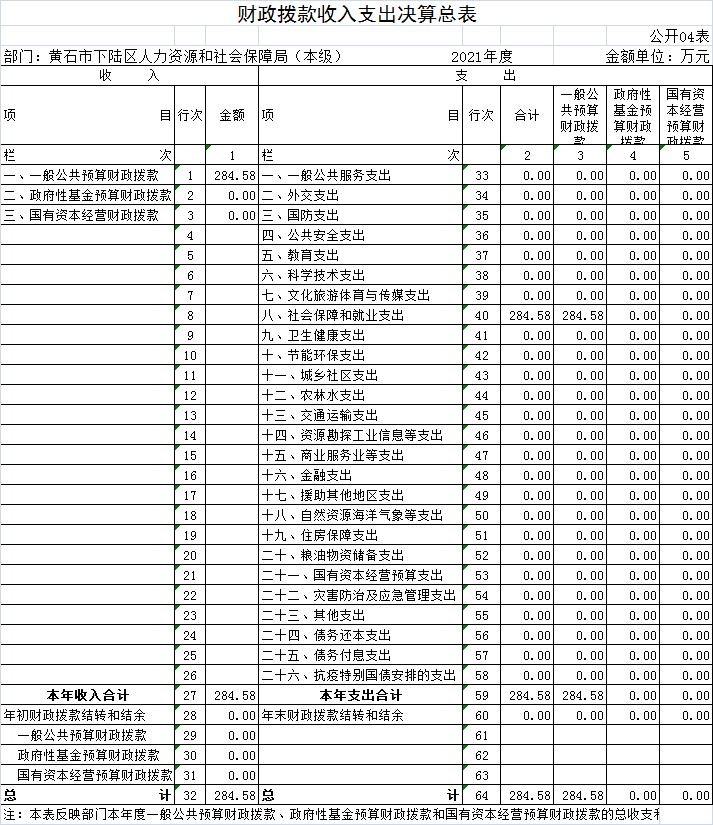 财政拨款收入支出决算总表
公开04表
部门：黄石市下陆区人力资源和社会保障局（本级） 2021年度 金额单位：万元
收 入 支 出
项 目 行次 金额 项 目 行次 合计 一般公共预算财政拨款 政府性基金预算财政拨款 国有资本经营预算财政拨款
栏 次 1 栏 次 2 3 4 5
一、一般公共预算财政拨款 1 284.58 一、一般公共服务支出 33 0.00 0.00 0.00 0.00
二、政府性基金预算财政拨款 2 0.00 二、外交支出 34 0.00 0.00 0.00 0.00
三、国有资本经营财政拨款 3 0.00 三、国防支出 35 0.00 0.00 0.00 0.00
4 四、公共安全支出 36 0.00 0.00 0.00 0.00
5 五、教育支出 37 0.00 0.00 0.00 0.00
6 六、科学技术支出 38 0.00 0.00 0.00 0.00
7 七、文化旅游体育与传媒支出 39 0.00 0.00 0.00 0.00
8 八、社会保障和就业支出 40 284.58 284.58 0.00 0.00
9 九、卫生健康支出 41 0.00 0.00 0.00 0.00
10 十、节能环保支出 42 0.00 0.00 0.00 0.00
11 十一、城乡社区支出 43 0.00 0.00 0.00 0.00
12 十二、农林水支出 44 0.00 0.00 0.00 0.00
13 十三、交通运输支出 45 0.00 0.00 0.00 0.00
14 十四、资源勘探工业信息等支出 46 0.00 0.00 0.00 0.00
15 十五、商业服务业等支出 47 0.00 0.00 0.00 0.00
16 十六、金融支出 48 0.00 0.00 0.00 0.00
17 十七、援助其他地区支出 49 0.00 0.00 0.00 0.00
18 十八、自然资源海洋气象等支出 50 0.00 0.00 0.00 0.00
19 十九、住房保障支出 51 0.00 0.00 0.00 0.00
20 二十、粮油物资储备支出 52 0.00 0.00 0.00 0.00
21 二十一、国有资本经营预算支出 53 0.00 0.00 0.00 0.00
22 二十二、灾害防治及应急管理支出 54 0.00 0.00 0.00 0.00
23 二十三、其他支出 55 0.00 0.00 0.00 0.00
24 二十四、债务还本支出 56 0.00 0.00 0.00 0.00
25 二十五、债务付息支出 57 0.00 0.00 0.00 0.00
26 二十六、抗疫特别国债安排的支出 58 0.00 0.00 0.00 0.00
本年收入合计 27 284.58 本年支出合计 59 284.58 284.58 0.00 0.00
年初财政拨款结转和结余 28 0.00 年末财政拨款结转和结余 60 0.00 0.00 0.00 0.00
一般公共预算财政拨款 29 0.00 61
政府性基金预算财政拨款 30 0.00 62
国有资本经营预算财政拨款 31 0.00 63
总 计 32 284.58 总 计 64 284.58 284.58 0.00 0.00
注：本表反映部门本年度一般公共预算财政拨款、政府性基金预算财政拨款和国有资本经营预算财政拨款的总收支